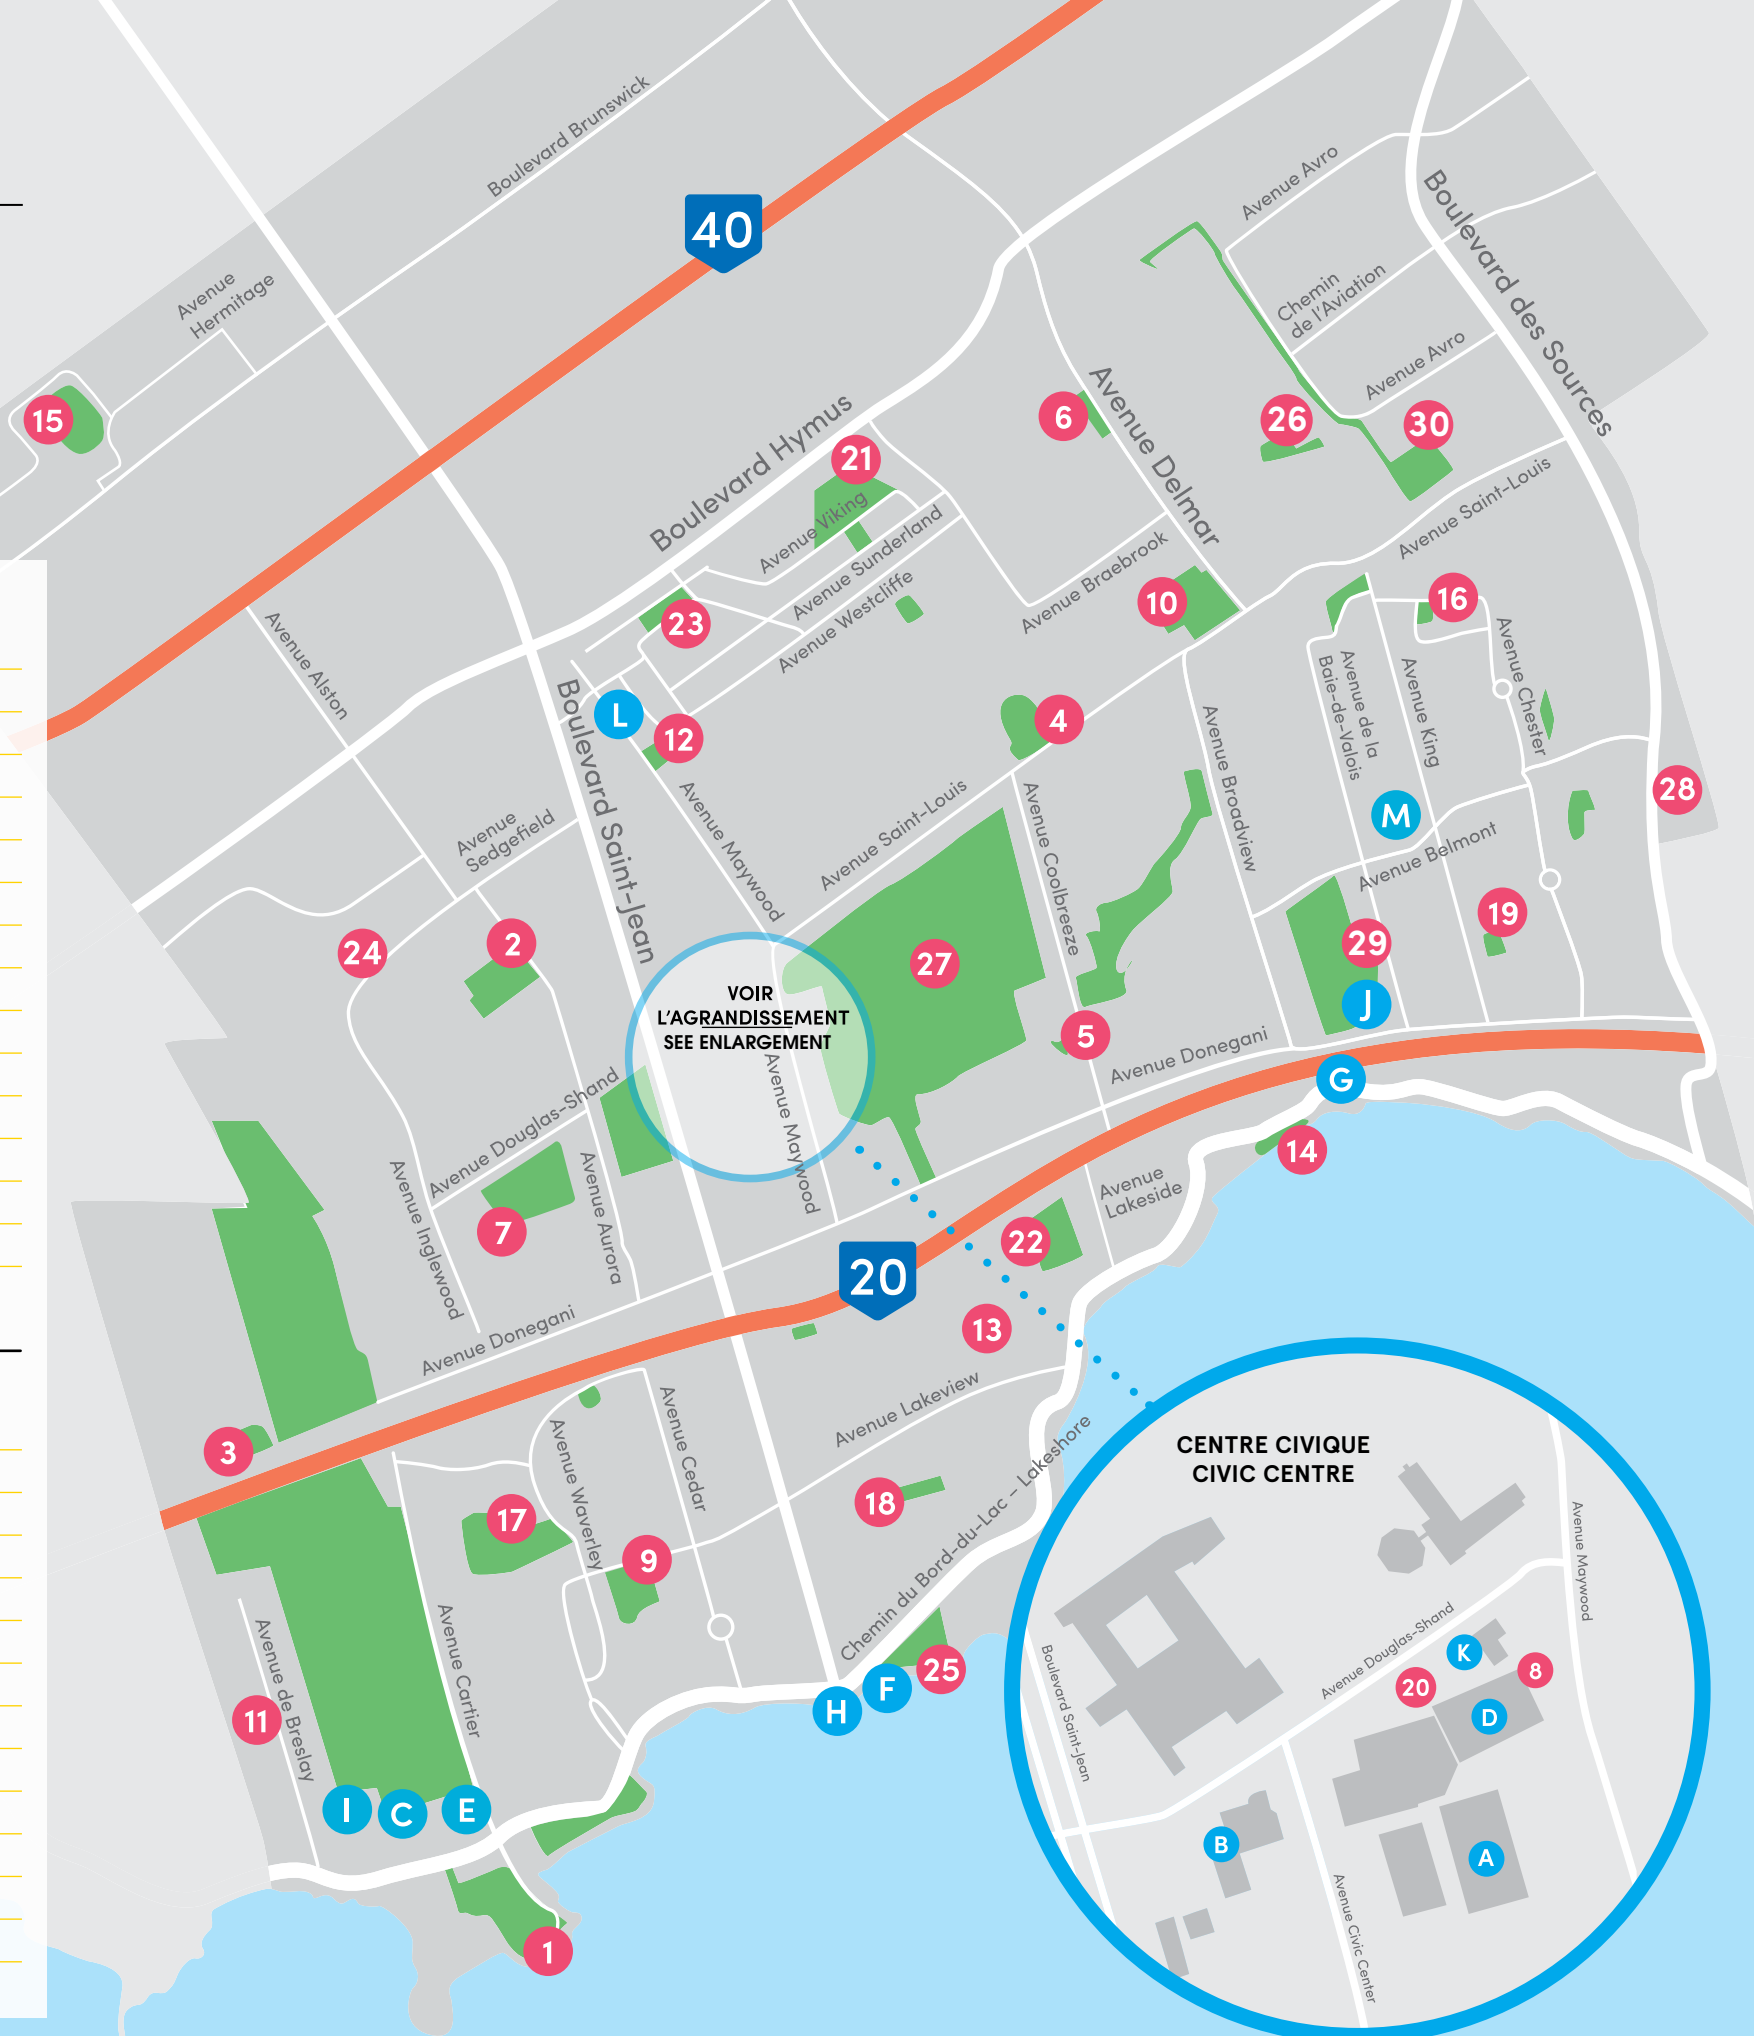 Boulevard Brunswick
40
Avenue
Hermitage
15
Avenue Avro
Boulevard des Sources
Chemin
de l'Aviation
Avenue Avro
Boulevard Hymus
21
6
Avenue Delmar
26
30
Avenue Viking
Avenue Sunderland
Avenue Westcliffe
Avenue Saint-Louis
Avenue Braebrook
10
16
23
Avenue Alston
L
12
4
Boulevard Saint-Jean
Avenue Maywood
Avenue Saint-Louis
Avenue Coolbreeze
Avenue Broadview
Avenue de la
Baie-de-Valois
Avenue King
Avenue Chester
28
M
Avenue Belmont
Avenue
Sedgefield
24
2
27
19
29
J
VOIR
L'AGRANDISSEMENT
SEE ENLARGEMENT
5
Avenue Donegani
G
14
Avenue Maywood
Avenue Douglas-Shand
Avenue Inglewood
7
Avenue Aurora
Avenue
Lakeside
22
20
13
Avenue Donegani
Avenue Lakeview
3
Avenue Waverley
Avenue Cedar
Chemin du Bord-du-Lac - Lakeshore
17
9
18
25
F
H
Avenue Cartier
Avenue de Breslay
11
I
C
E
1
CENTRE CIVIQUE
CIVIC CENTRE
Avenue Maywood
Avenue Douglas-Shand
Boulevard Saint-Jean
K
8
20
D
B
A
Avenue Civic Center